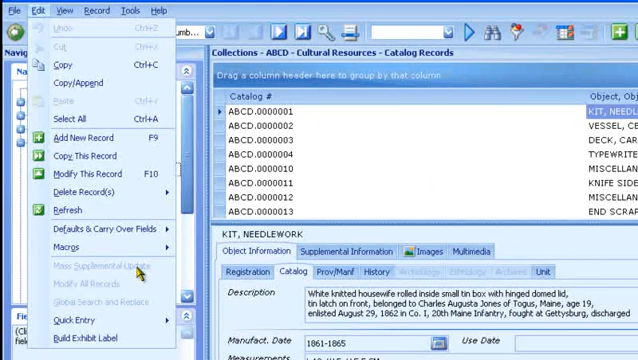 File Edit View Record Tools Help
Undo Ctrl+Z
Cut Ctrl+X
Copy Ctrl+C
Copy/Append
Paste Ctrl+V
Select All Ctrl+A
Add New Record F9
Copy This Record
Modify This Record F10
Delete Record(s)
Refresh
Defaults & Carry Over Fields
Macros
Mass Supplemental Update
Modify All Records
Global Search and Replace
Quick Entry
Build Exhibit Label
Collections - ABCD - Cultural Resources - Catalog Records
Drag a column header here to group by that column
Catalog # Object, Obj
ABCD.0000001 KIT, NEEDL
ABCD.0000002 VESSEL, CE
ABCD.0000003 DECK, CAR
ABCD.0000004 TYPEWRITE
ABCD.0000010 MISCELLAN
ABCD.0000011 KNIFE SIDE
ABCD.0000012 MISCELLAN
ABCD.0000013 END SCRAP
KIT, NEEDLEWORK
Object Information Supplemental Information Images Multimedia
Registration Catalog Prov/Manf History Archaeology Archives Unit
Description White knitted housewife rolled inside small tin box with hinged domed lid,
tin latch on front, belonged to Charles Augusta Jones of Togus, Maine, age 19,
enlisted August 29, 1862 in Co. I, 20th Maine Infantry, fought at Gettysburg, discharged
Manufact. Date 1861-1865 Use Date